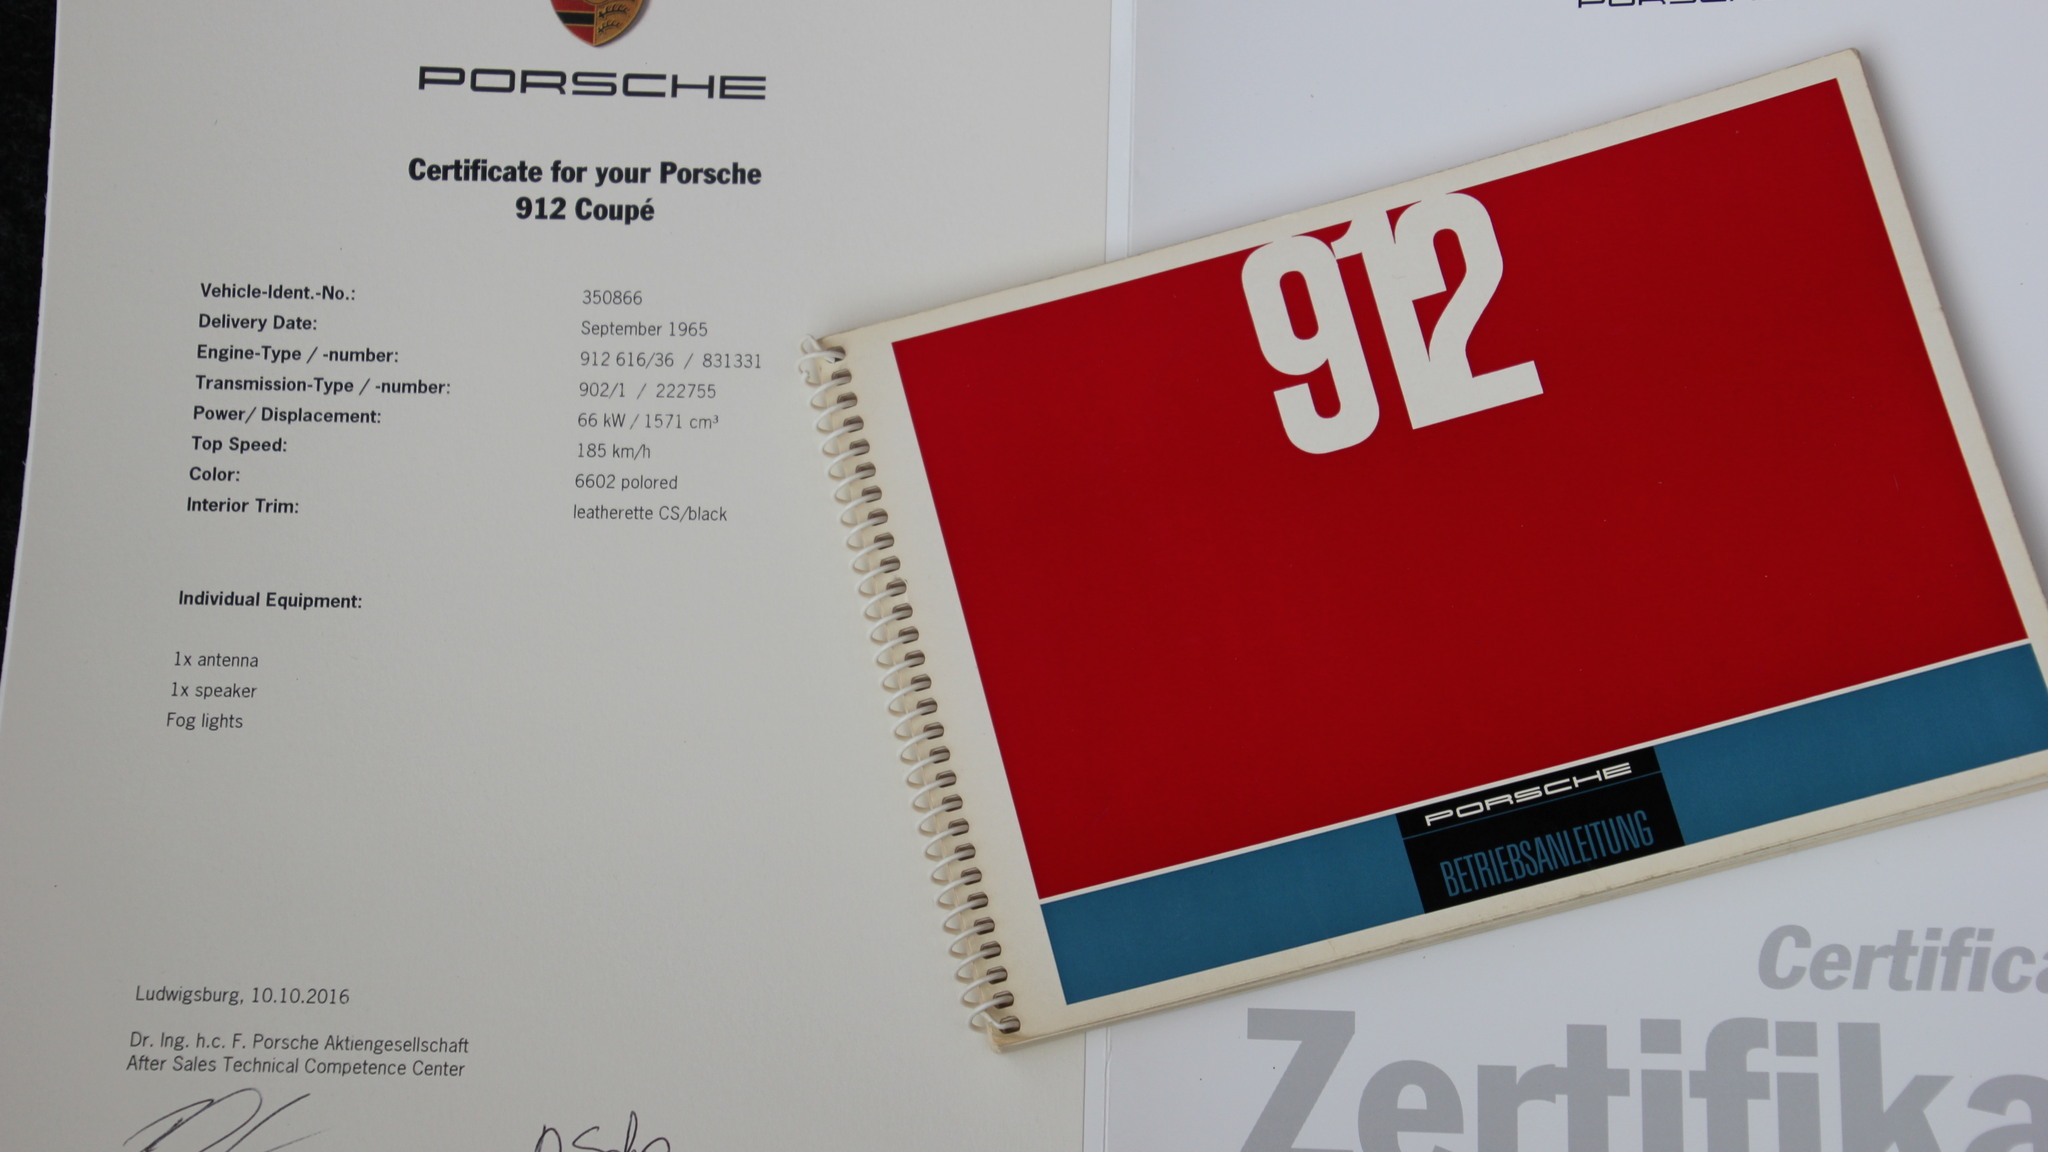 PORSCHE
Certificate for your Porsche
912 Coupé
Vehicle-Ident.-No.: 350866
Delivery Date: September 1965
Engine-Type / -number: 912 616/36 / 831331
Transmission-Type / -number: 902/1 / 222755
Power/ Displacement: 66 kW / 1571 cm³
Top Speed: 185 km/h
Color: 6602 polored
Interior Trim: leatherette CS/black
Individual Equipment:
1x antenna
1x speaker
Fog lights
Ludwigsburg, 10.10.2016
Dr. Ing. h.c. F. Porsche Aktiengesellschaft
After Sales Technical Competence Center
912
PORSCHE
BETRIEBSANLEITUNG
PORSCHE
Certifica
Zertifika